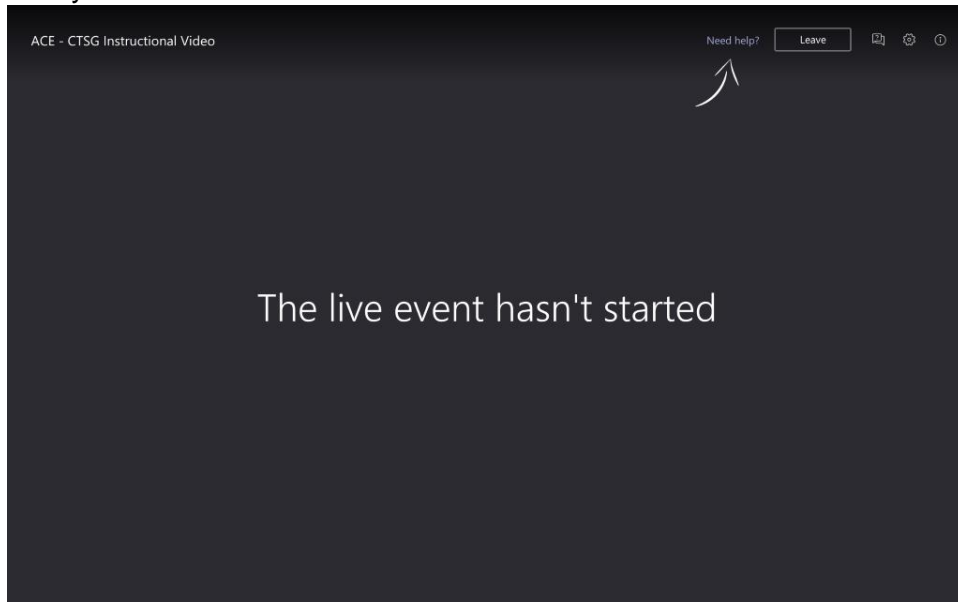 ACE - CTSG Instructional Video
Need help?
Leave
The live event hasn't started